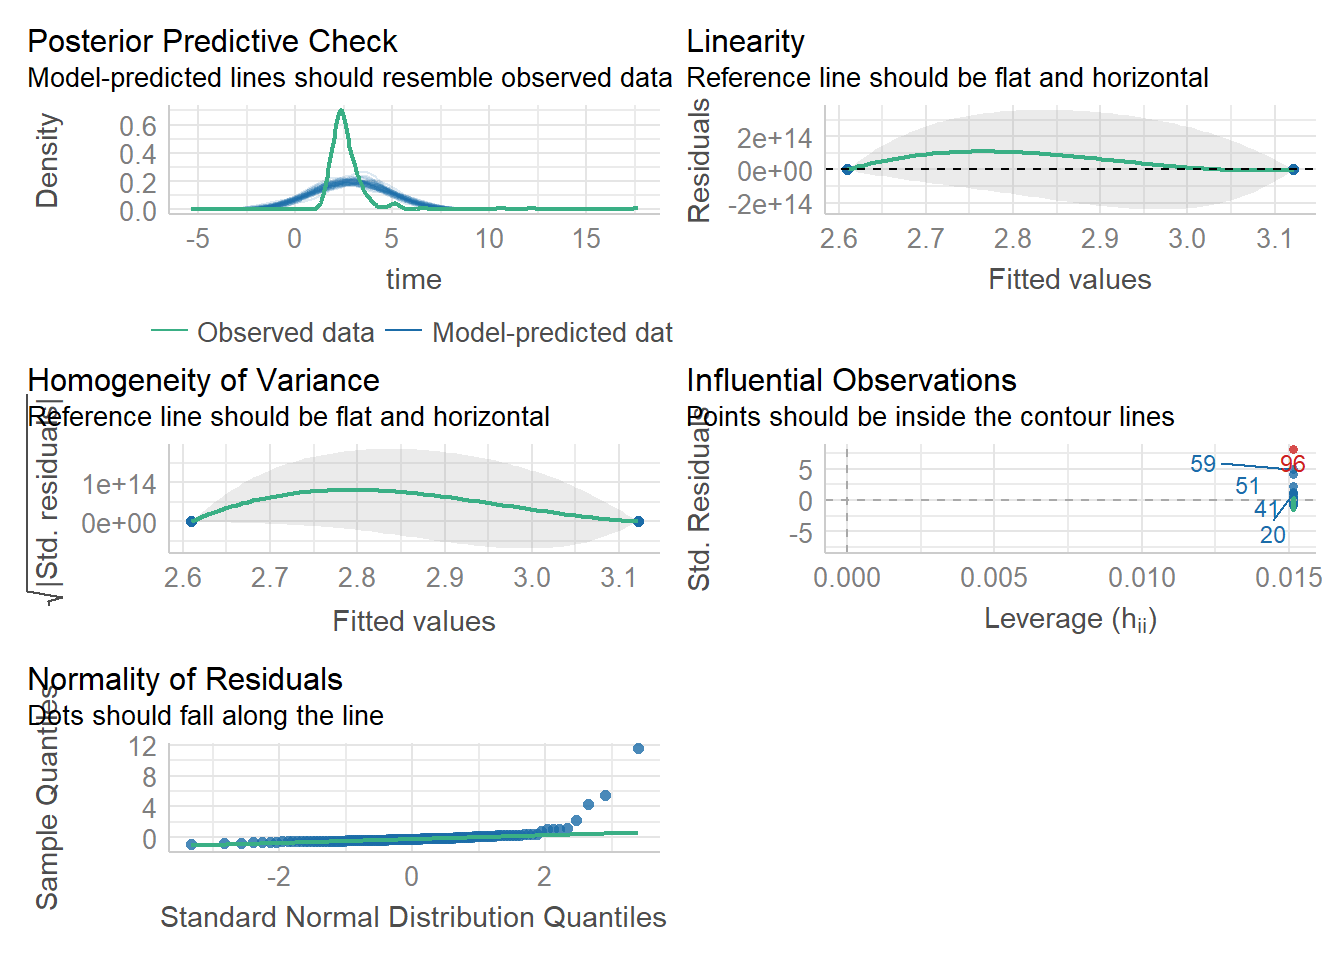 Posterior Predictive Check
Model-predicted lines should resemble observed data
Density
0.6
0.4
0.2
0.0
-5 0 5 10 15
time
Observed data Model-predicted dat
Linearity
Reference line should be flat and horizontal
Residuals
2e+14
0e+00
-2e+14
2.6 2.7 2.8 2.9 3.0 3.1
Fitted values
Homogeneity of Variance
Reference line should be flat and horizontal
√|Std. residuals|
1e+14
0e+00
2.6 2.7 2.8 2.9 3.0 3.1
Fitted values
Influential Observations
Points should be inside the contour lines
Std. Residuals
5
0
-5
59
96
51
41
20
0.000 0.005 0.010 0.015
Leverage (hii)
Normality of Residuals
Dots should fall along the line
Sample Quantiles
12
8
4
0
-2 0 2
Standard Normal Distribution Quantiles